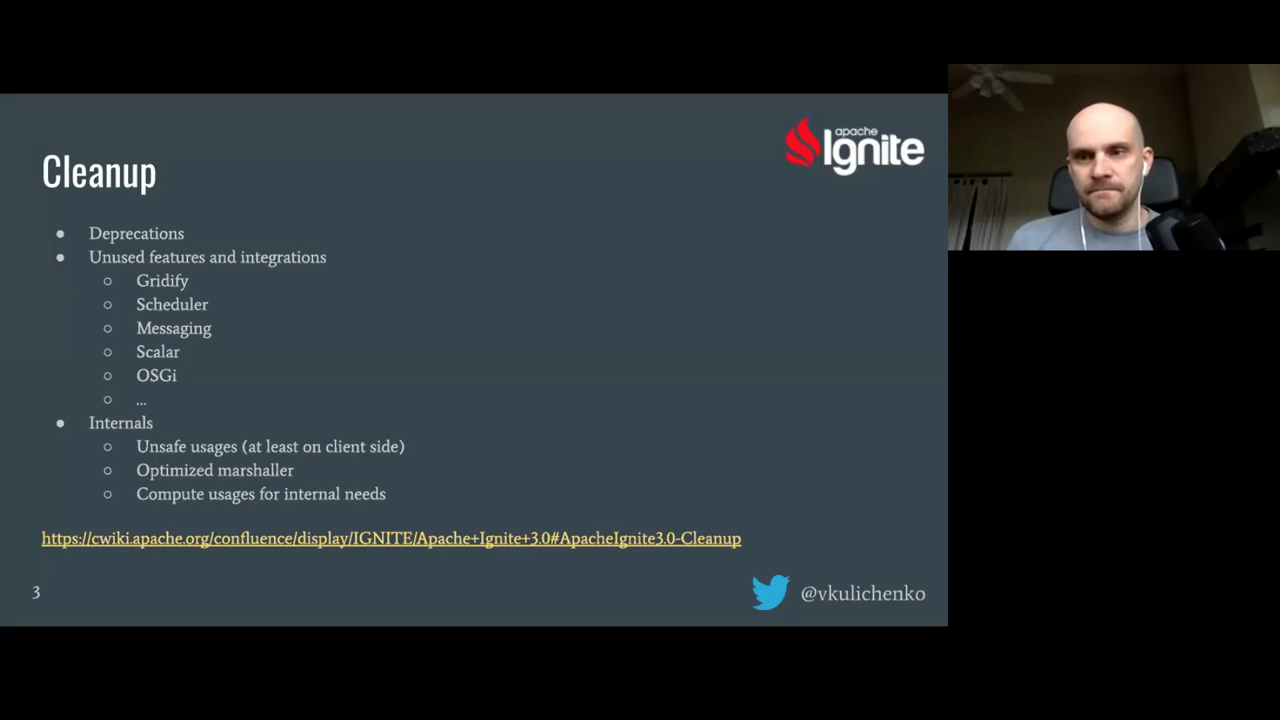 apache
Ignite
Cleanup
● Deprecations
● Unused features and integrations
○ Gridify
○ Scheduler
○ Messaging
○ Scalar
○ OSGi
○ ...
● Internals
○ Unsafe usages (at least on client side)
○ Optimized marshaller
○ Compute usages for internal needs
https://cwiki.apache.org/confluence/display/IGNITE/Apache+Ignite+3.0#ApacheIgnite3.0-Cleanup
3
@vkulichenko